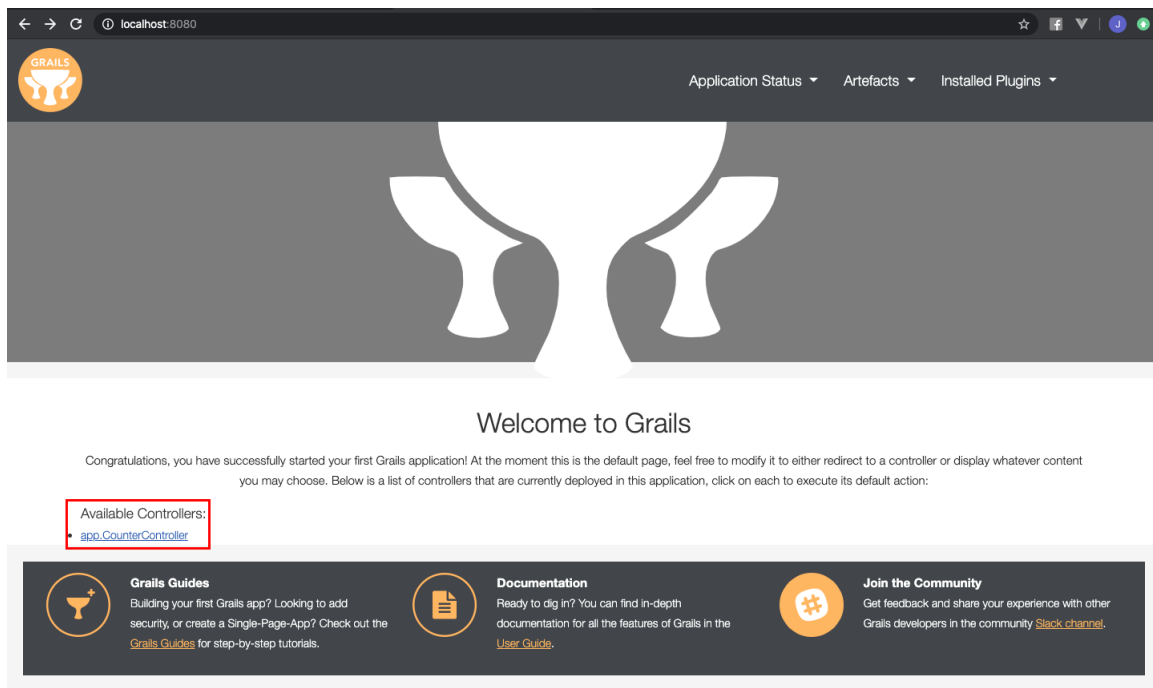 localhost:8080
J
GRAILS
Application Status
Artefacts
Installed Plugins
Welcome to Grails
Congratulations, you have successfully started your first Grails application! At the moment this is the default page, feel free to modify it to either redirect to a controller or display whatever content
you may choose. Below is a list of controllers that are currently deployed in this application, click on each to execute its default action:
Available Controllers:
app.CounterController
Grails Guides
Building your first Grails app? Looking to add
security, or create a Single-Page-App? Check out the
Grails Guides for step-by-step tutorials.
Documentation
Ready to dig in? You can find in-depth
documentation for all the features of Grails in the
User Guide.
Join the Community
Get feedback and share your experience with other
Grails developers in the community Slack channel.